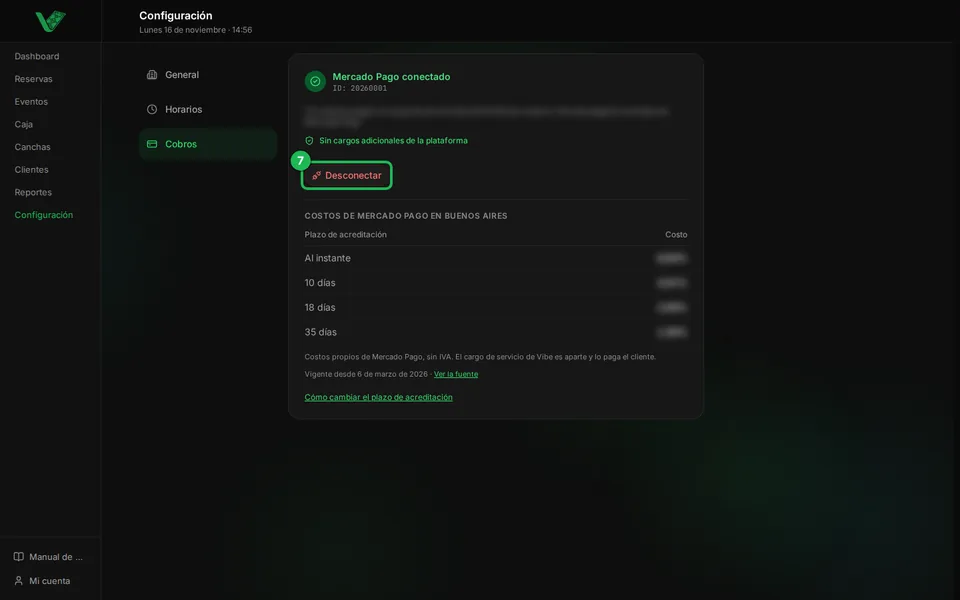 Configuración
Lunes 16 de noviembre · 14:56
Dashboard
Reservas
Eventos
Caja
Canchas
Clientes
Reportes
Configuración
Manual de ...
Mi cuenta
General
Horarios
Cobros
Mercado Pago conectado
ID: 20260001
Sin cargos adicionales de la plataforma
7
Desconectar
COSTOS DE MERCADO PAGO EN BUENOS AIRES
Plazo de acreditación Costo
Al instante
10 días
18 días
35 días
Costos propios de Mercado Pago, sin IVA. El cargo de servicio de Vibe es aparte y lo paga el cliente.
Vigente desde 6 de marzo de 2026 · Ver la fuente
Cómo cambiar el plazo de acreditación